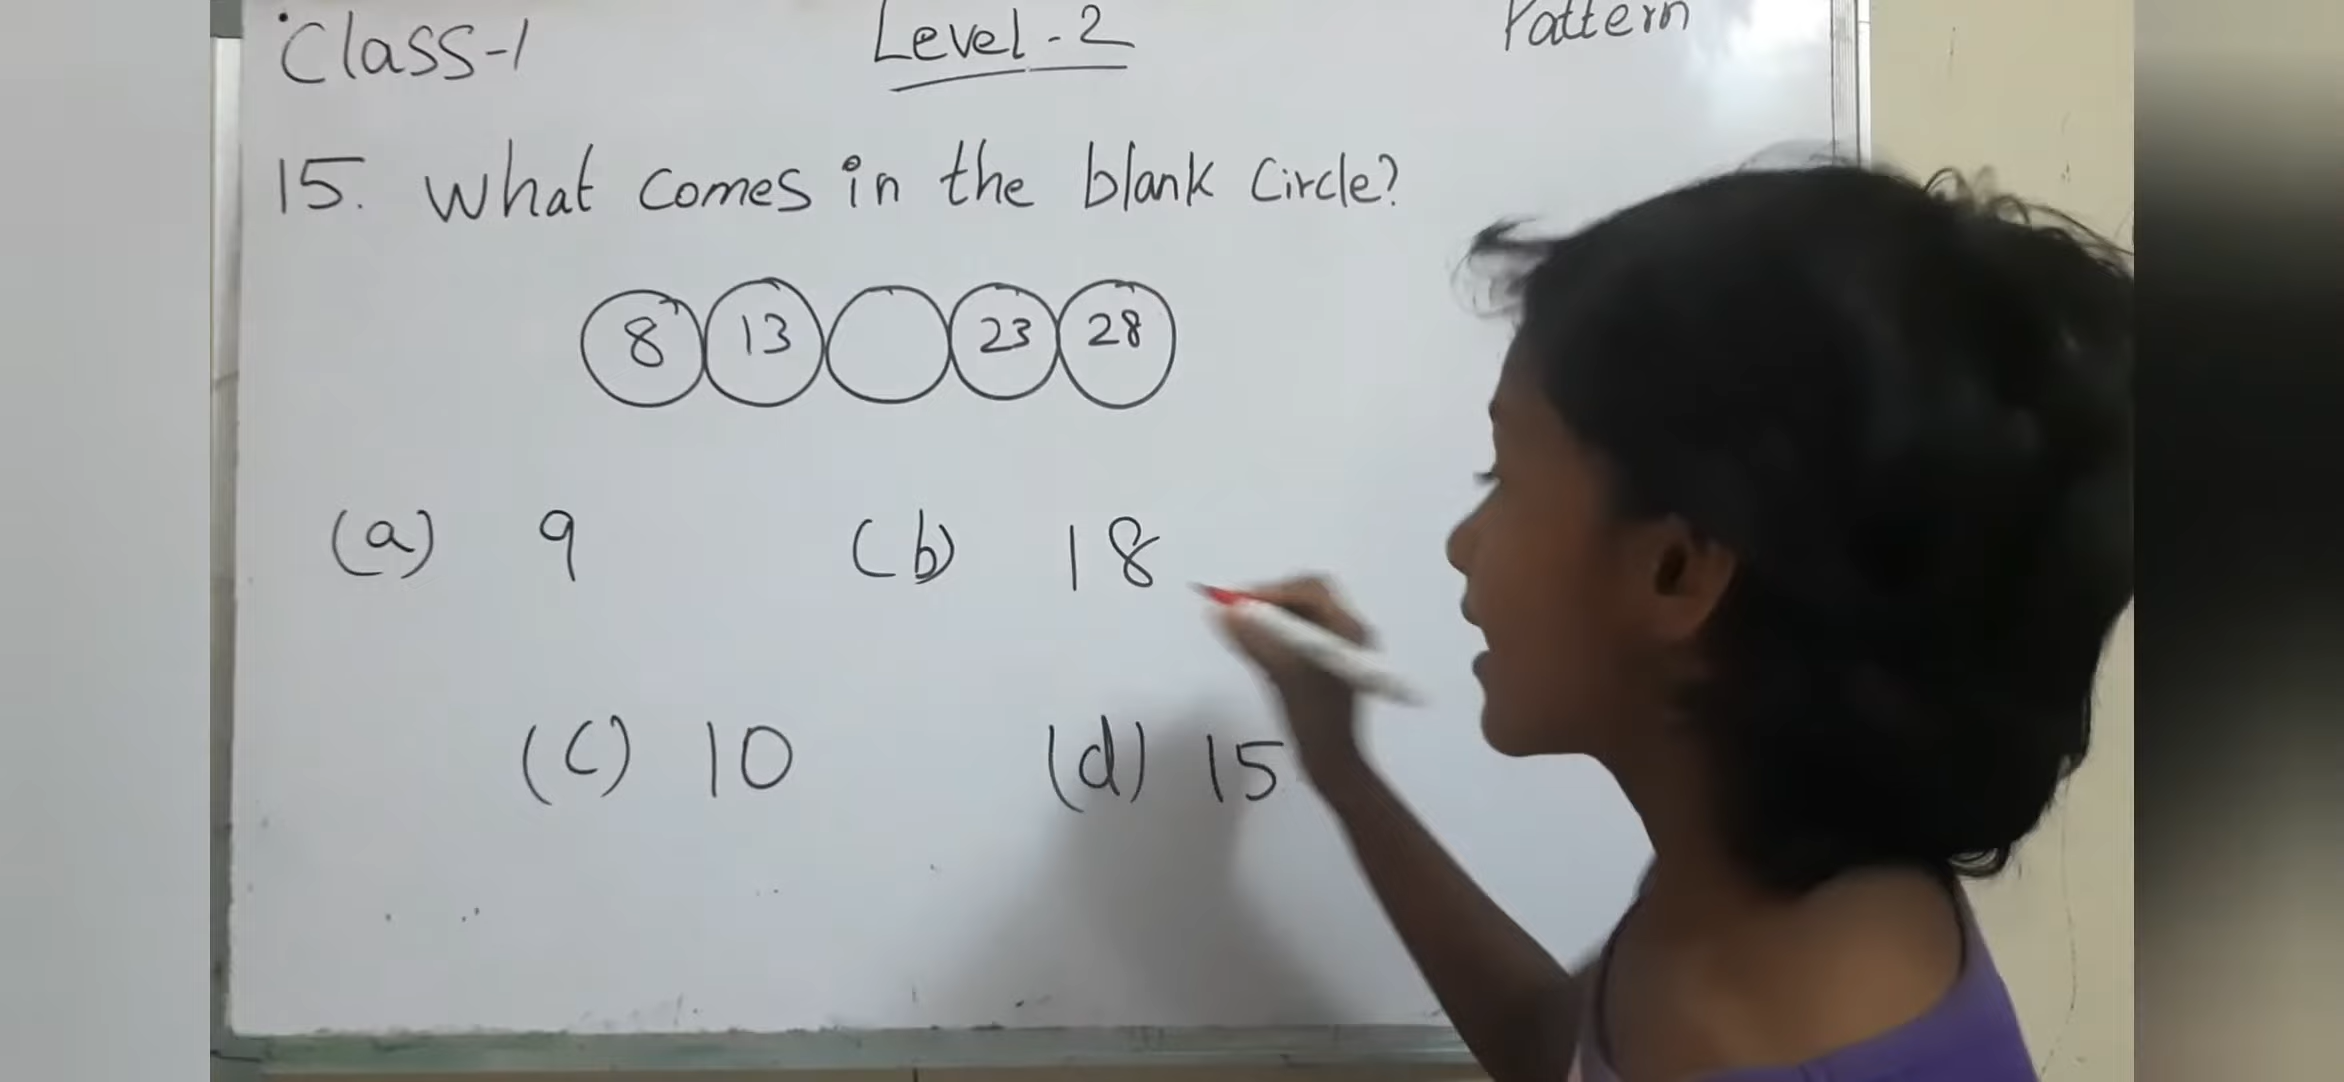 Class-1 Level-2 Pattern
15. What comes in the blank Circle?
8 13 23 28
(a) 9 (b) 18
(c) 10 (d) 15